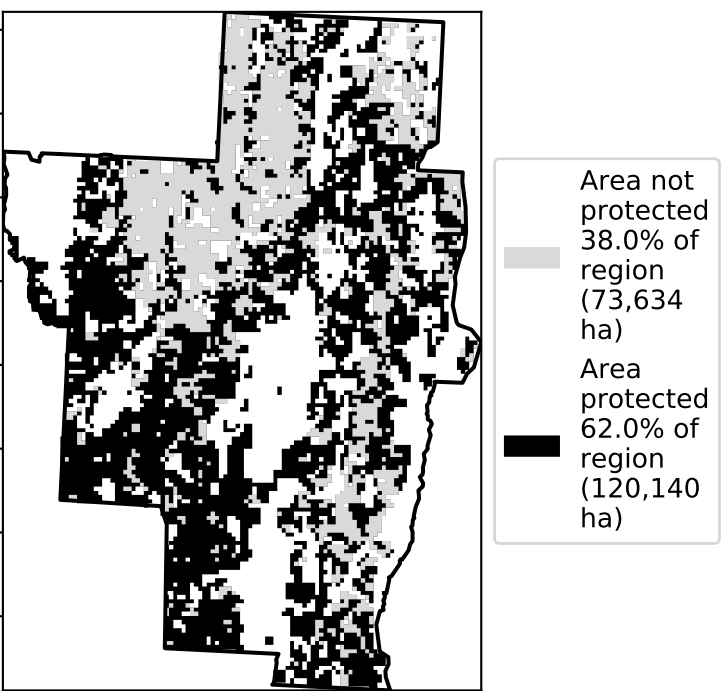 Area not
protected
38.0% of
region
(73,634
ha)
Area
protected
62.0% of
region
(120,140
ha)